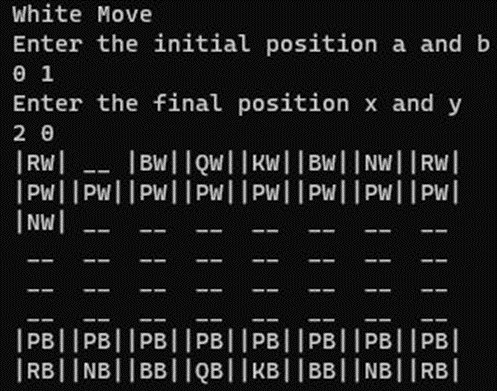 White Move
Enter the initial position a and b
0 1
Enter the final position x and y
2 0
|RW| __ |BW||QW||KW||BW||NW||RW|
|PW||PW||PW||PW||PW||PW||PW||PW|
|NW| __  __  __  __  __  __  __
 __  __  __  __  __  __  __  __
 __  __  __  __  __  __  __  __
 __  __  __  __  __  __  __  __
|PB||PB||PB||PB||PB||PB||PB||PB|
|RB||NB||BB||QB||KB||BB||NB||RB|